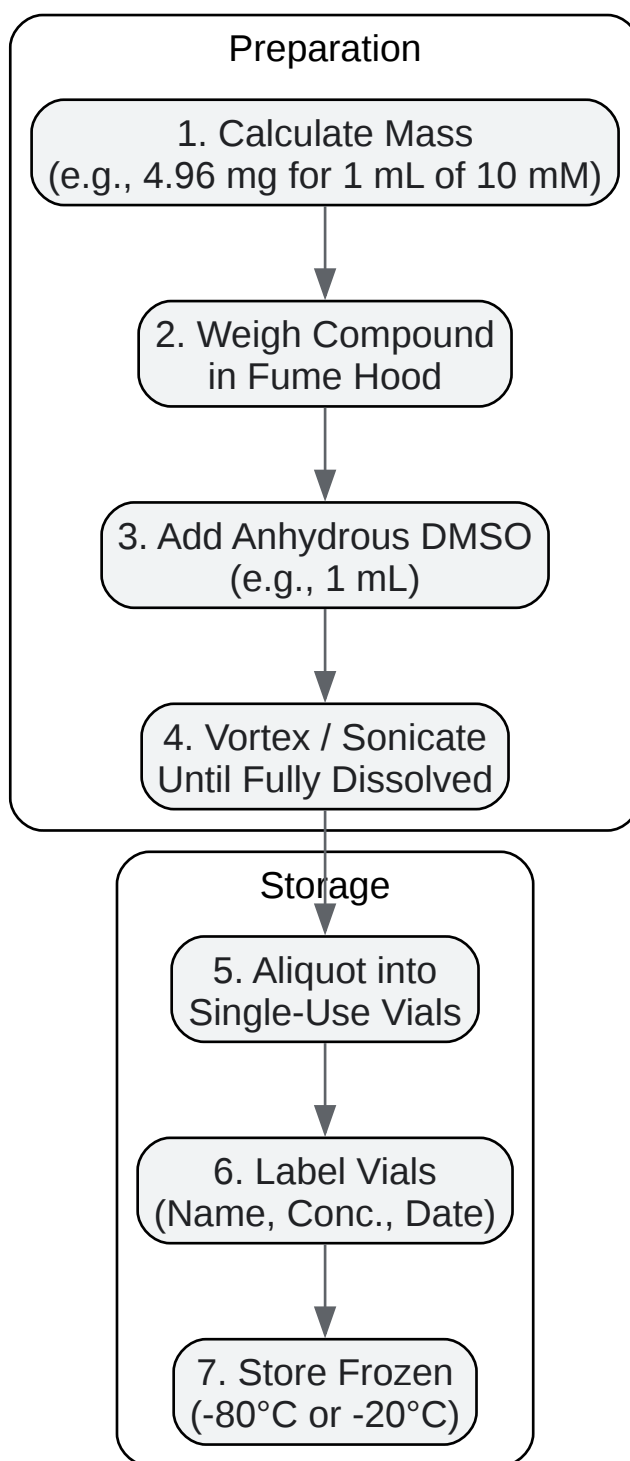 Preparation
1. Calculate Mass
(e.g., 4.96 mg for 1 mL of 10 mM)
2. Weigh Compound
in Fume Hood
3. Add Anhydrous DMSO
(e.g., 1 mL)
4. Vortex / Sonicate
Until Fully Dissolved
Storage
5. Aliquot into
Single-Use Vials
6. Label Vials
(Name, Conc., Date)
7. Store Frozen
(-80°C or -20°C)